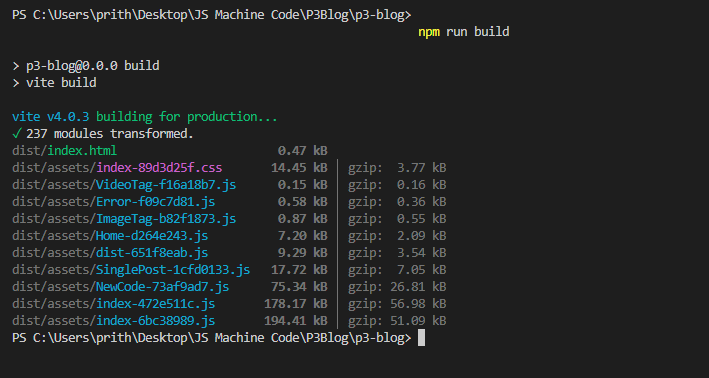 PS C:\Users\prith\Desktop\JS Machine Code\P3Blog\p3-blog>
npm run build
> p3-blog@0.0.0 build
> vite build
vite v4.0.3 building for production...
✓ 237 modules transformed.
dist/index.html 0.47 kB
dist/assets/index-89d3d25f.css 14.45 kB │ gzip: 3.77 kB
dist/assets/VideoTag-f16a18b7.js 0.15 kB │ gzip: 0.16 kB
dist/assets/Error-f09c7d81.js 0.58 kB │ gzip: 0.36 kB
dist/assets/ImageTag-b82f1873.js 0.87 kB │ gzip: 0.55 kB
dist/assets/Home-d264e243.js 7.20 kB │ gzip: 2.09 kB
dist/assets/dist-651f8eab.js 9.29 kB │ gzip: 3.54 kB
dist/assets/SinglePost-1cfd0133.js 17.72 kB │ gzip: 7.05 kB
dist/assets/NewCode-73af9ad7.js 75.34 kB │ gzip: 26.81 kB
dist/assets/index-472e511c.js 178.17 kB │ gzip: 56.98 kB
dist/assets/index-6bc38989.js 194.41 kB │ gzip: 51.09 kB
PS C:\Users\prith\Desktop\JS Machine Code\P3Blog\p3-blog>